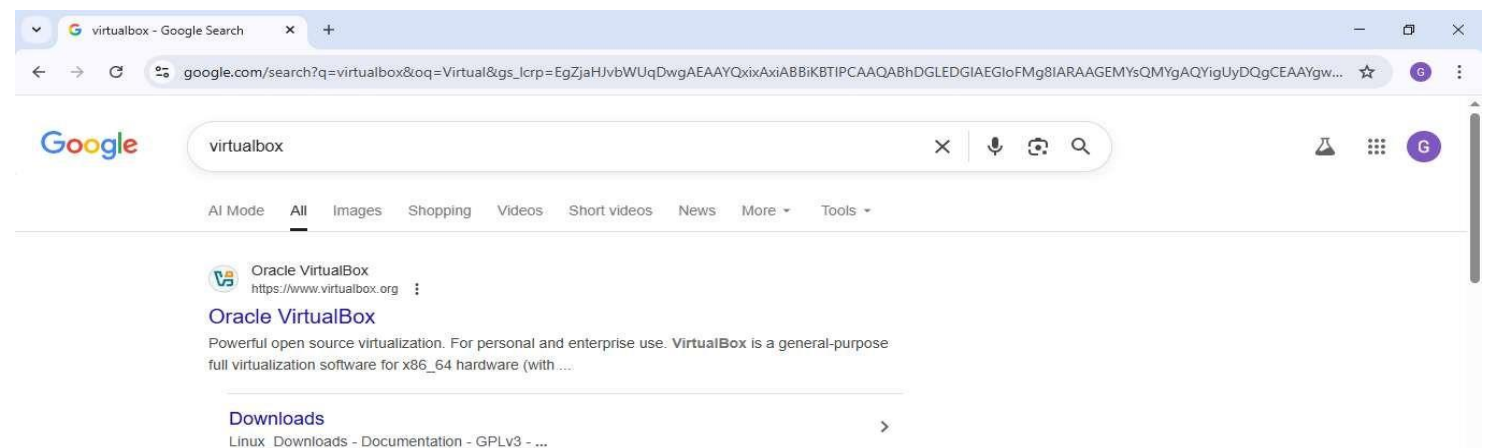 virtualbox - Google Search
google.com/search?q=virtualbox&oq=Virtual&gs_lcrp=EgZjaHJvbWUqDwgAEAAYQxixAxiABBiKBTIPCAAQABhDGLEDGIAEGIoFMg8IARAAGEMYsQMYgAQYigUyDQgCEAAYgw...
G
Google
virtualbox
G
AI Mode All Images Shopping Videos Short videos News More Tools
Oracle VirtualBox
https://www.virtualbox.org
Oracle VirtualBox
Powerful open source virtualization. For personal and enterprise use. VirtualBox is a general-purpose
full virtualization software for x86_64 hardware (with ...
Downloads
Linux Downloads - Documentation - GPLv3 - ...